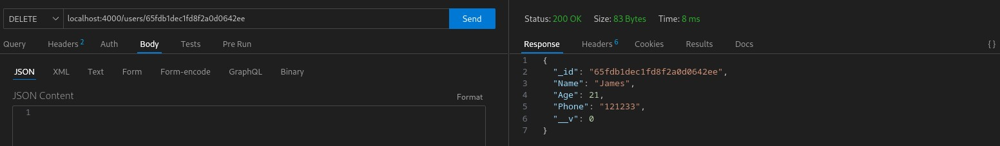 DELETE localhost:4000/users/65fdb1dec1fd8f2a0d0642ee Send
Query Headers 2 Auth Body Tests Pre Run
JSON XML Text Form Form-encode GraphQL Binary
JSON Content Format
1
Status: 200 OK Size: 83 Bytes Time: 8 ms
Response Headers 6 Cookies Results Docs {}
1 {
2 "_id": "65fdb1dec1fd8f2a0d0642ee",
3 "Name": "James",
4 "Age": 21,
5 "Phone": "121233",
6 "__v": 0
7 }